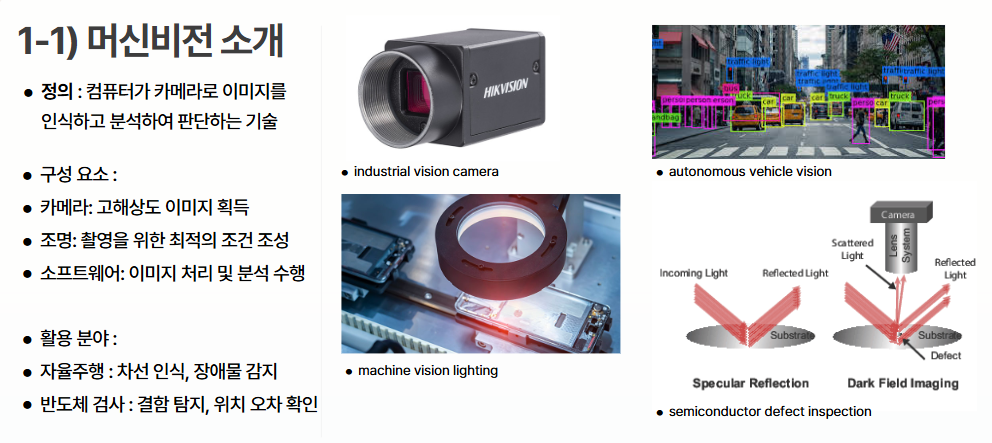 1-1) 머신비전 소개
● 정의 : 컴퓨터가 카메라로 이미지를
인식하고 분석하여 판단하는 기술
● 구성 요소 :
● 카메라: 고해상도 이미지 획득
● 조명: 촬영을 위한 최적의 조건 조성
● 소프트웨어: 이미지 처리 및 분석 수행
● 활용 분야 :
● 자율주행 : 차선 인식, 장애물 감지
● 반도체 검사 : 결함 탐지, 위치 오차 확인
HIKVISION
● industrial vision camera
traffic light
traffic light
traffic light
traffic light
traffic light
bus
truck
car
car
truck
car
truck
person
person
person
person
handbag
● autonomous vehicle vision
● machine vision lighting
Camera
Lens
System
Scattered
Light
Reflected
Light
Incoming Light
Reflected Light
Substrate
Substrate
Defect
Specular Reflection
Dark Field Imaging
● semiconductor defect inspection